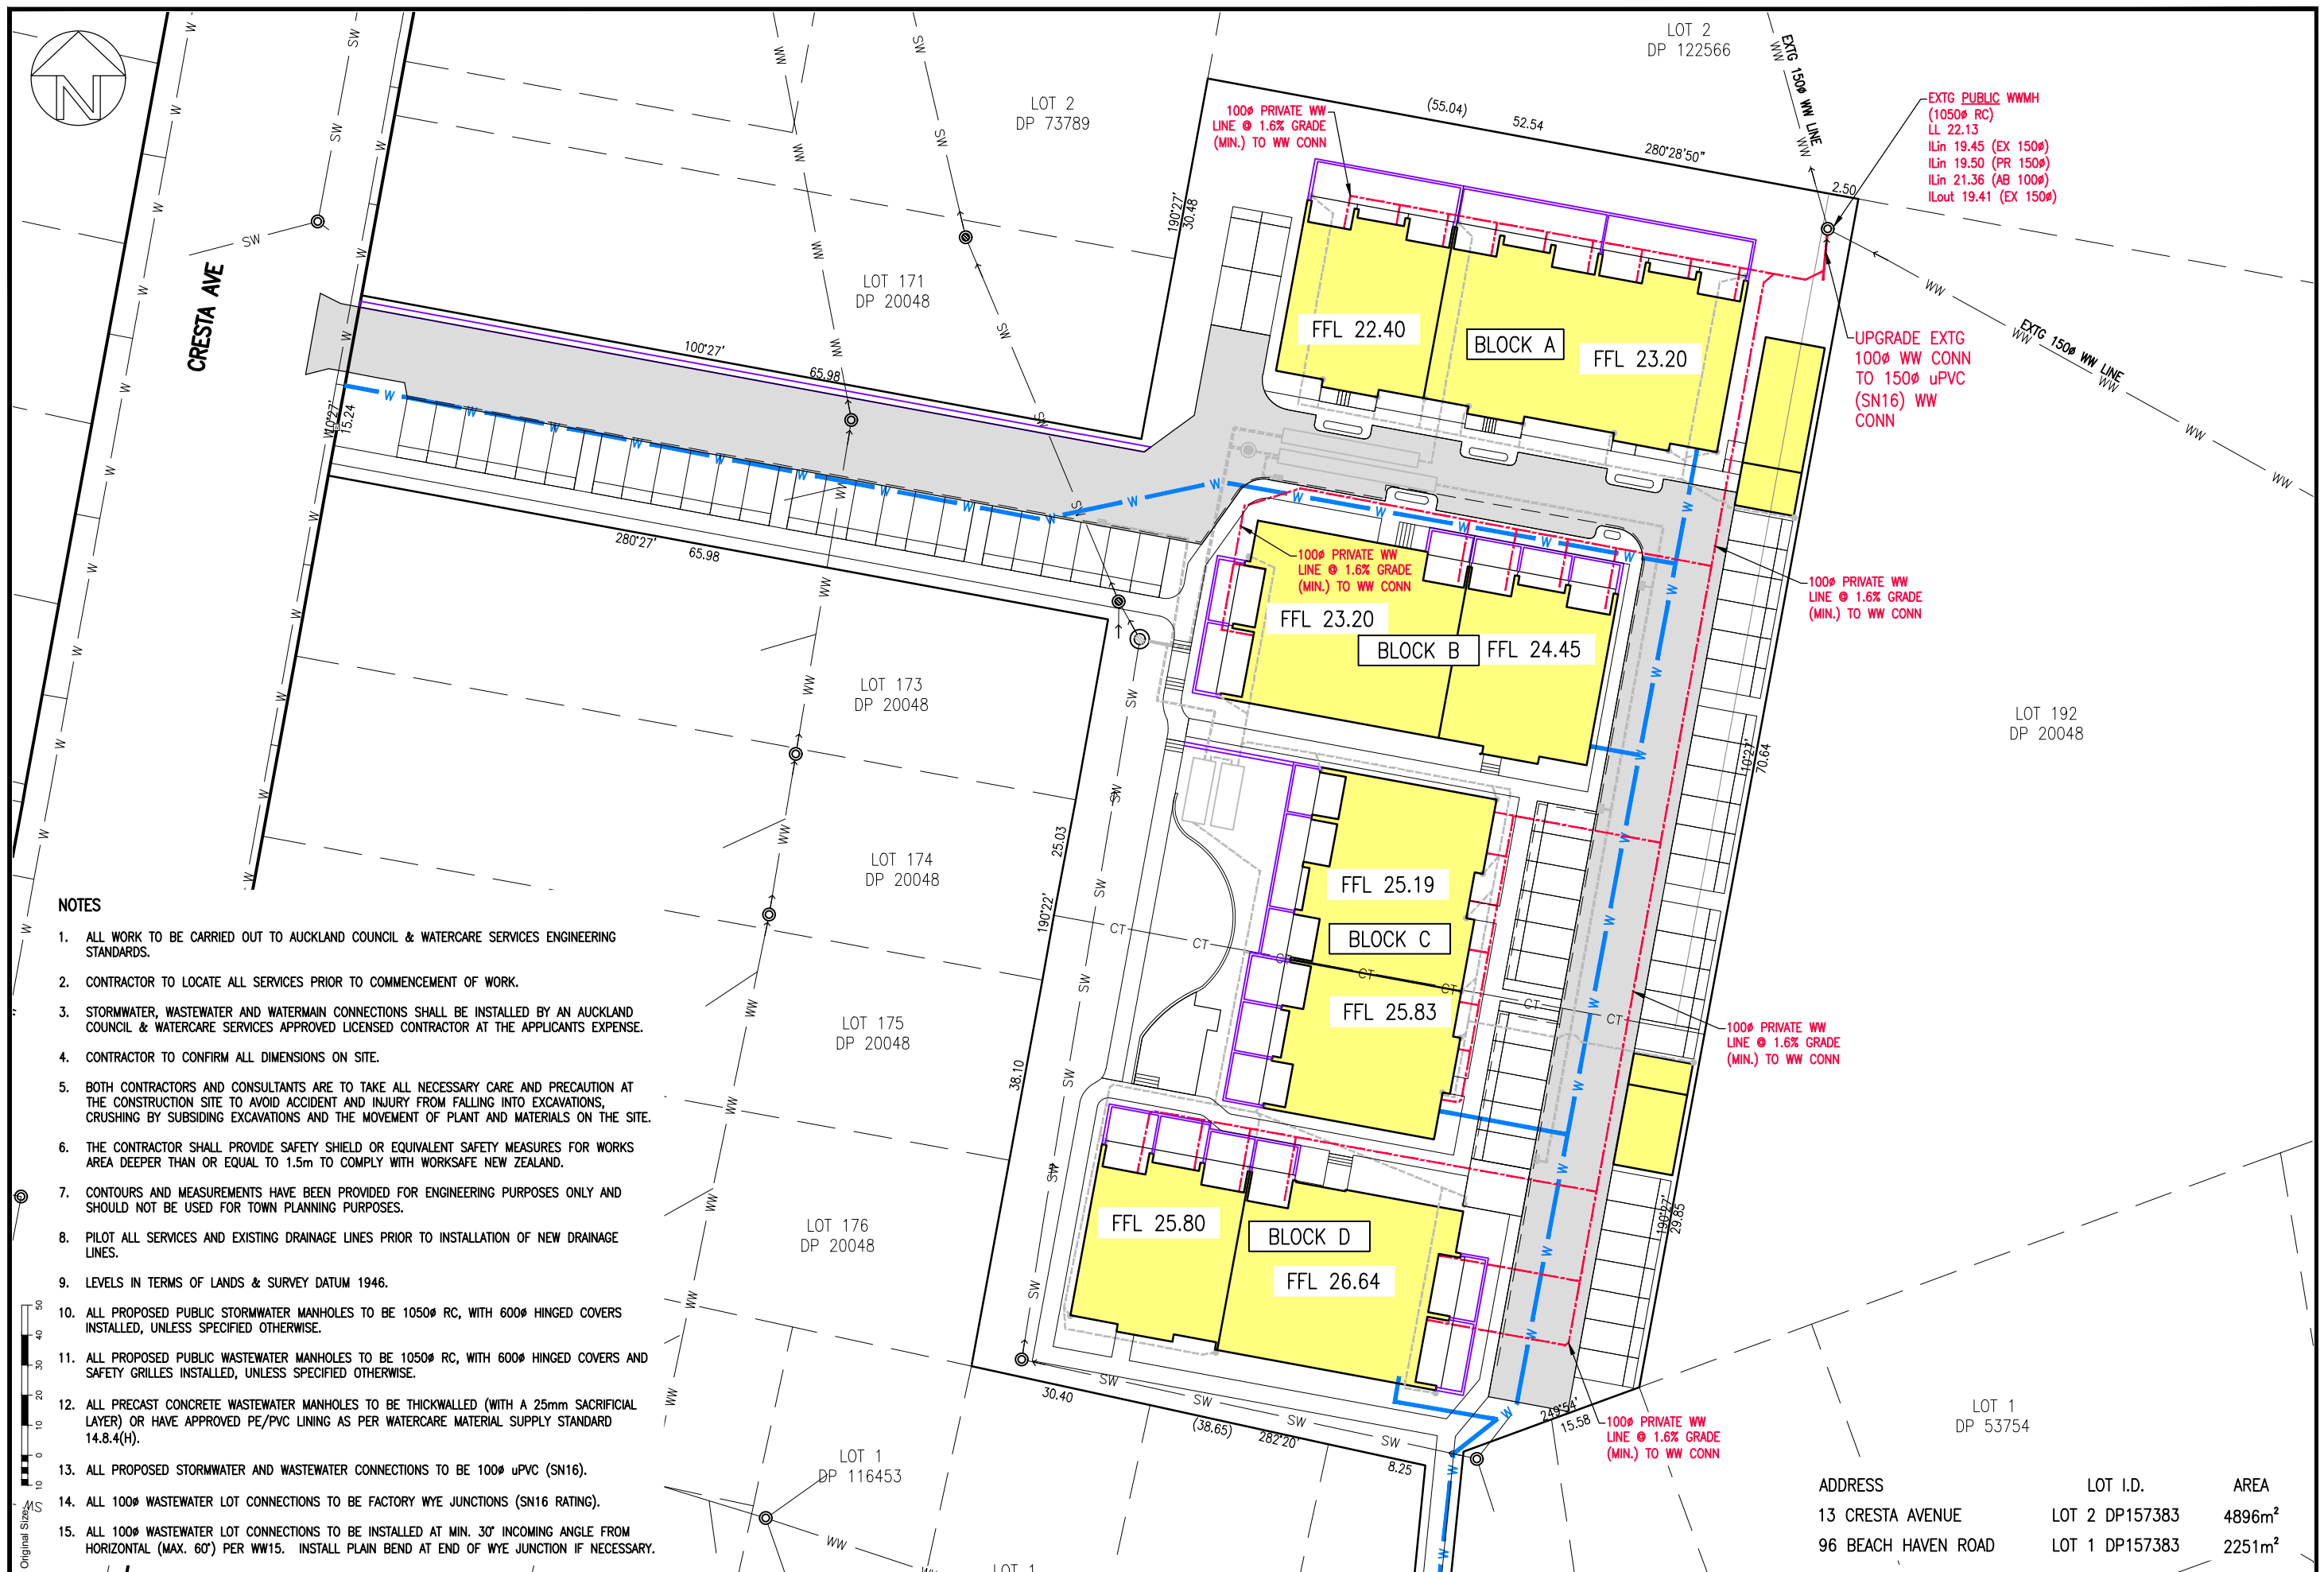 N
LOT 2
DP 122566
EXTG 150ø WW LINE
EXTG PUBLIC WWMH
(1050ø RC)
LL 22.13
ILin 19.45 (EX 150ø)
ILin 19.50 (PR 150ø)
ILin 21.36 (AB 100ø)
ILout 19.41 (EX 150ø)
LOT 2
DP 73789
100ø PRIVATE WW
LINE @ 1.6% GRADE
(MIN.) TO WW CONN
(55.04)
52.54
280°28'50"
2.50
190°27'
30.48
CRESTA AVE
LOT 171
DP 20048
FFL 22.40
BLOCK A
FFL 23.20
EXTG 150ø WW LINE
UPGRADE EXTG
100ø WW CONN
TO 150ø uPVC
(SN16) WW
CONN
100°27'
65.98
10°27'
15.24
280°27' 65.98
100ø PRIVATE WW
LINE @ 1.6% GRADE
(MIN.) TO WW CONN
100ø PRIVATE WW
LINE @ 1.6% GRADE
(MIN.) TO WW CONN
FFL 23.20
BLOCK B
FFL 24.45
LOT 173
DP 20048
LOT 192
DP 20048
10°27'
70.64
LOT 174
DP 20048
25.03
190°22'
38.10
FFL 25.19
BLOCK C
FFL 25.83
CT
CT
CT
CT
CT
CT
CT
LOT 175
DP 20048
100ø PRIVATE WW
LINE @ 1.6% GRADE
(MIN.) TO WW CONN
LOT 176
DP 20048
FFL 25.80
BLOCK D
FFL 26.64
190°27'
29.85
30.40
(38.65)
282°20'
8.25
249°54'
15.58
100ø PRIVATE WW
LINE @ 1.6% GRADE
(MIN.) TO WW CONN
LOT 1
DP 53754
LOT 1
DP 116453
LOT 1
NOTES
1. ALL WORK TO BE CARRIED OUT TO AUCKLAND COUNCIL & WATERCARE SERVICES ENGINEERING
STANDARDS.
2. CONTRACTOR TO LOCATE ALL SERVICES PRIOR TO COMMENCEMENT OF WORK.
3. STORMWATER, WASTEWATER AND WATERMAIN CONNECTIONS SHALL BE INSTALLED BY AN AUCKLAND
COUNCIL & WATERCARE SERVICES APPROVED LICENSED CONTRACTOR AT THE APPLICANTS EXPENSE.
4. CONTRACTOR TO CONFIRM ALL DIMENSIONS ON SITE.
5. BOTH CONTRACTORS AND CONSULTANTS ARE TO TAKE ALL NECESSARY CARE AND PRECAUTION AT
THE CONSTRUCTION SITE TO AVOID ACCIDENT AND INJURY FROM FALLING INTO EXCAVATIONS,
CRUSHING BY SUBSIDING EXCAVATIONS AND THE MOVEMENT OF PLANT AND MATERIALS ON THE SITE.
6. THE CONTRACTOR SHALL PROVIDE SAFETY SHIELD OR EQUIVALENT SAFETY MEASURES FOR WORKS
AREA DEEPER THAN OR EQUAL TO 1.5m TO COMPLY WITH WORKSAFE NEW ZEALAND.
7. CONTOURS AND MEASUREMENTS HAVE BEEN PROVIDED FOR ENGINEERING PURPOSES ONLY AND
SHOULD NOT BE USED FOR TOWN PLANNING PURPOSES.
8. PILOT ALL SERVICES AND EXISTING DRAINAGE LINES PRIOR TO INSTALLATION OF NEW DRAINAGE
LINES.
9. LEVELS IN TERMS OF LANDS & SURVEY DATUM 1946.
10. ALL PROPOSED PUBLIC STORMWATER MANHOLES TO BE 1050ø RC, WITH 600ø HINGED COVERS
INSTALLED, UNLESS SPECIFIED OTHERWISE.
11. ALL PROPOSED PUBLIC WASTEWATER MANHOLES TO BE 1050ø RC, WITH 600ø HINGED COVERS AND
SAFETY GRILLES INSTALLED, UNLESS SPECIFIED OTHERWISE.
12. ALL PRECAST CONCRETE WASTEWATER MANHOLES TO BE THICKWALLED (WITH A 25mm SACRIFICIAL
LAYER) OR HAVE APPROVED PE/PVC LINING AS PER WATERCARE MATERIAL SUPPLY STANDARD
14.8.4(H).
13. ALL PROPOSED STORMWATER AND WASTEWATER CONNECTIONS TO BE 100ø uPVC (SN16).
14. ALL 100ø WASTEWATER LOT CONNECTIONS TO BE FACTORY WYE JUNCTIONS (SN16 RATING).
15. ALL 100ø WASTEWATER LOT CONNECTIONS TO BE INSTALLED AT MIN. 30° INCOMING ANGLE FROM
HORIZONTAL (MAX. 60°) PER WW15. INSTALL PLAIN BEND AT END OF WYE JUNCTION IF NECESSARY.
50
40
30
20
10
0
10
Original Size
ADDRESS LOT I.D. AREA
13 CRESTA AVENUE LOT 2 DP157383 4896m²
96 BEACH HAVEN ROAD LOT 1 DP157383 2251m²